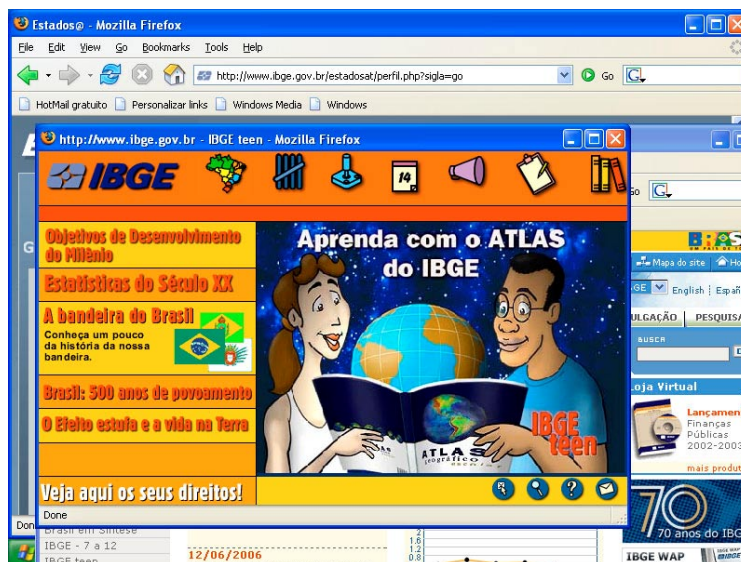 Estados@ - Mozilla Firefox
File Edit View Go Bookmarks Tools Help
http://www.ibge.gov.br/estadosat/perfil.php?sigla=go
Go
HotMail gratuito Personalizar links Windows Media Windows
http://www.ibge.gov.br - IBGE teen - Mozilla Firefox
IBGE
14
Objetivos de Desenvolvimento
do Milênio
Estatísticas do Século XX
A bandeira do Brasil
Conheça um pouco
da história da nossa
bandeira.
Brasil: 500 anos de povoamento
O Efeito estufa e a vida na Terra
Veja aqui os seus direitos!
Aprenda com o ATLAS
do IBGE
ATLAS
geográfico
escolar
IBGE
teen
Done
Mapa do site
English Españ
ULGAÇÃO PESQUISA
BUSCA
Loja Virtual
Lançamen
Finanças
Públicas
2002-2003
mais produt
70
70 anos do IBG
IBGE WAP
Don
Brasil em Síntese
IBGE - 7 a 12
IBGE teen
12/06/2006
2
1.6
1.2
0.8